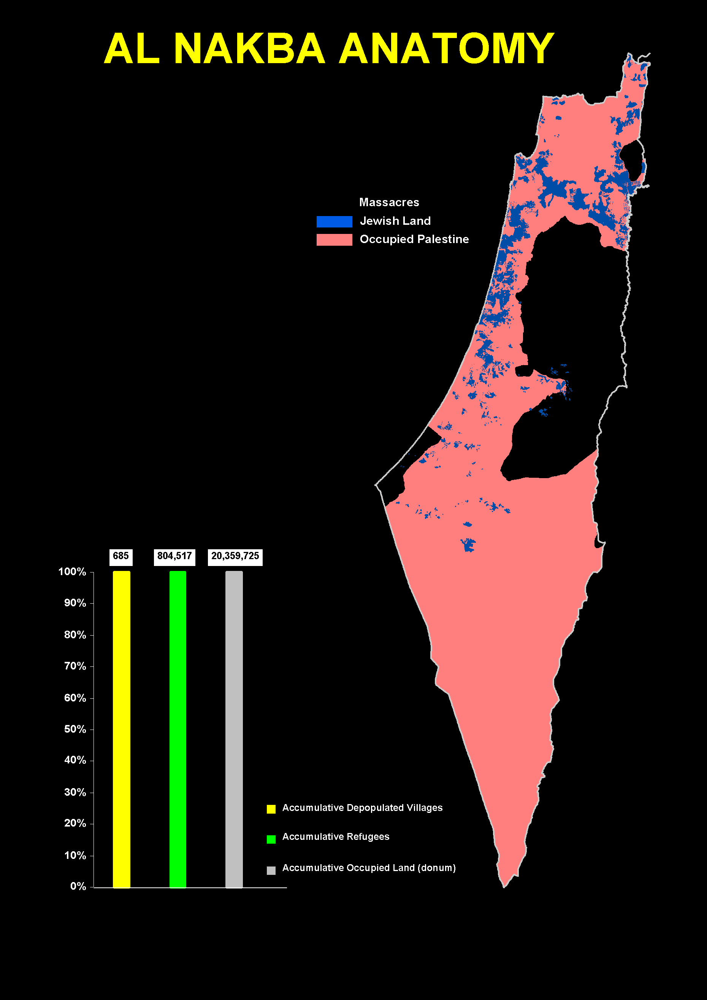 AL NAKBA ANATOMY
Massacres
Jewish Land
Occupied Palestine
685
804,517
20,359,725
100%
90%
80%
70%
60%
50%
40%
30%
20%
10%
0%
Accumulative Depopulated Villages
Accumulative Refugees
Accumulative Occupied Land (donum)